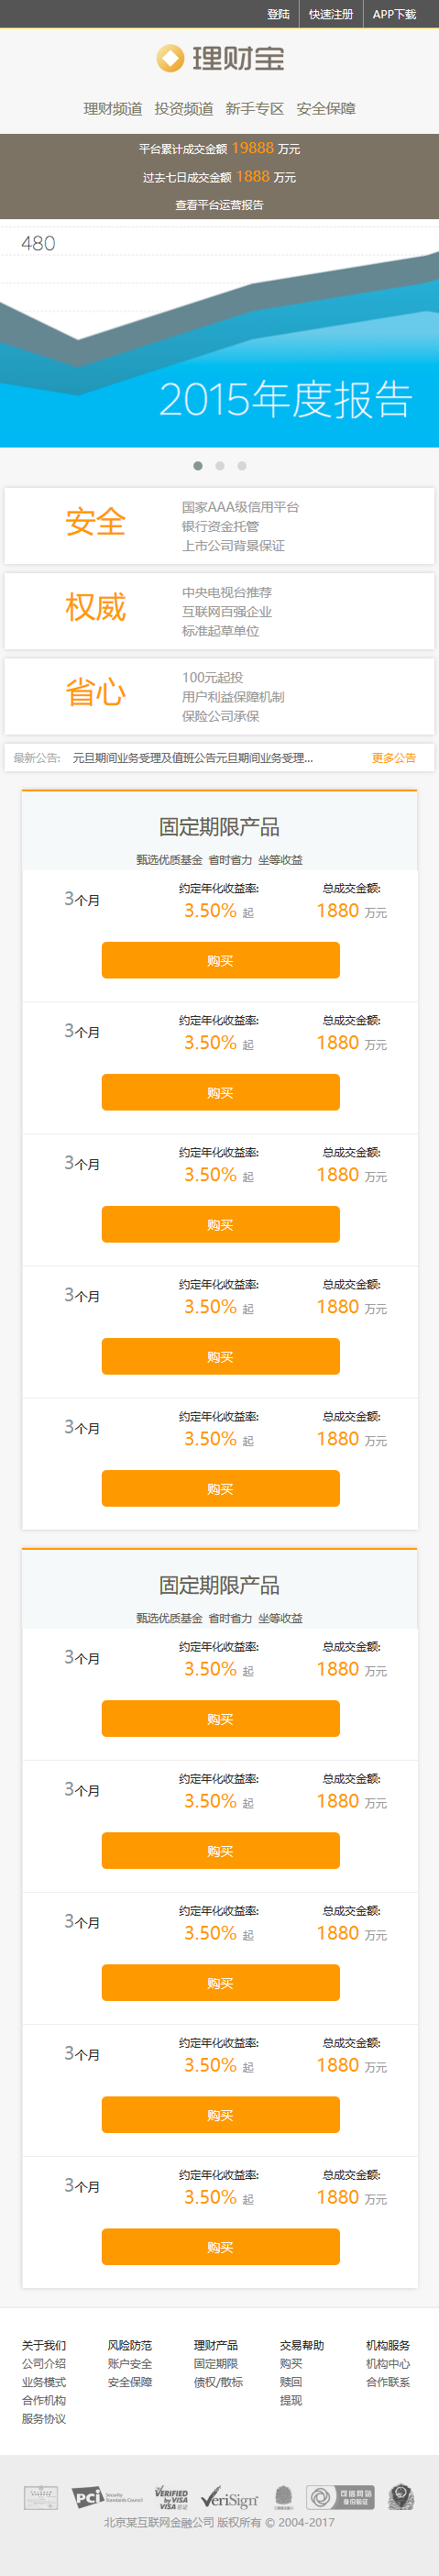 登陆 快速注册 APP下载
理财宝
理财频道 投资频道 新手专区 安全保障
平台累计成交金额 19888 万元
过去七日成交金额 1888 万元
查看平台运营报告
480
2015年度报告
安全
国家AAA级信用平台
银行资金托管
上市公司背景保证
权威
中央电视台推荐
互联网百强企业
标准起草单位
省心
100元起投
用户利益保障机制
保险公司承保
最新公告: 元旦期间业务受理及值班公告元旦期间业务受理... 更多公告
固定期限产品
甄选优质基金 省时省力 坐等收益
3个月 约定年化收益率: 总成交金额:
3.50% 起 1880 万元
购买
3个月 约定年化收益率: 总成交金额:
3.50% 起 1880 万元
购买
3个月 约定年化收益率: 总成交金额:
3.50% 起 1880 万元
购买
3个月 约定年化收益率: 总成交金额:
3.50% 起 1880 万元
购买
3个月 约定年化收益率: 总成交金额:
3.50% 起 1880 万元
购买
固定期限产品
甄选优质基金 省时省力 坐等收益
3个月 约定年化收益率: 总成交金额:
3.50% 起 1880 万元
购买
3个月 约定年化收益率: 总成交金额:
3.50% 起 1880 万元
购买
3个月 约定年化收益率: 总成交金额:
3.50% 起 1880 万元
购买
3个月 约定年化收益率: 总成交金额:
3.50% 起 1880 万元
购买
3个月 约定年化收益率: 总成交金额:
3.50% 起 1880 万元
购买
关于我们 风险防范 理财产品 交易帮助 机构服务
公司介绍 账户安全 固定期限 购买 机构中心
业务模式 安全保障 债权/散标 赎回 合作联系
合作机构 提现
服务协议
PCI Security Standards Council VERIFIED by VISA VeriSign 可信网站 身份验证
北京某互联网金融公司 版权所有 © 2004-2017